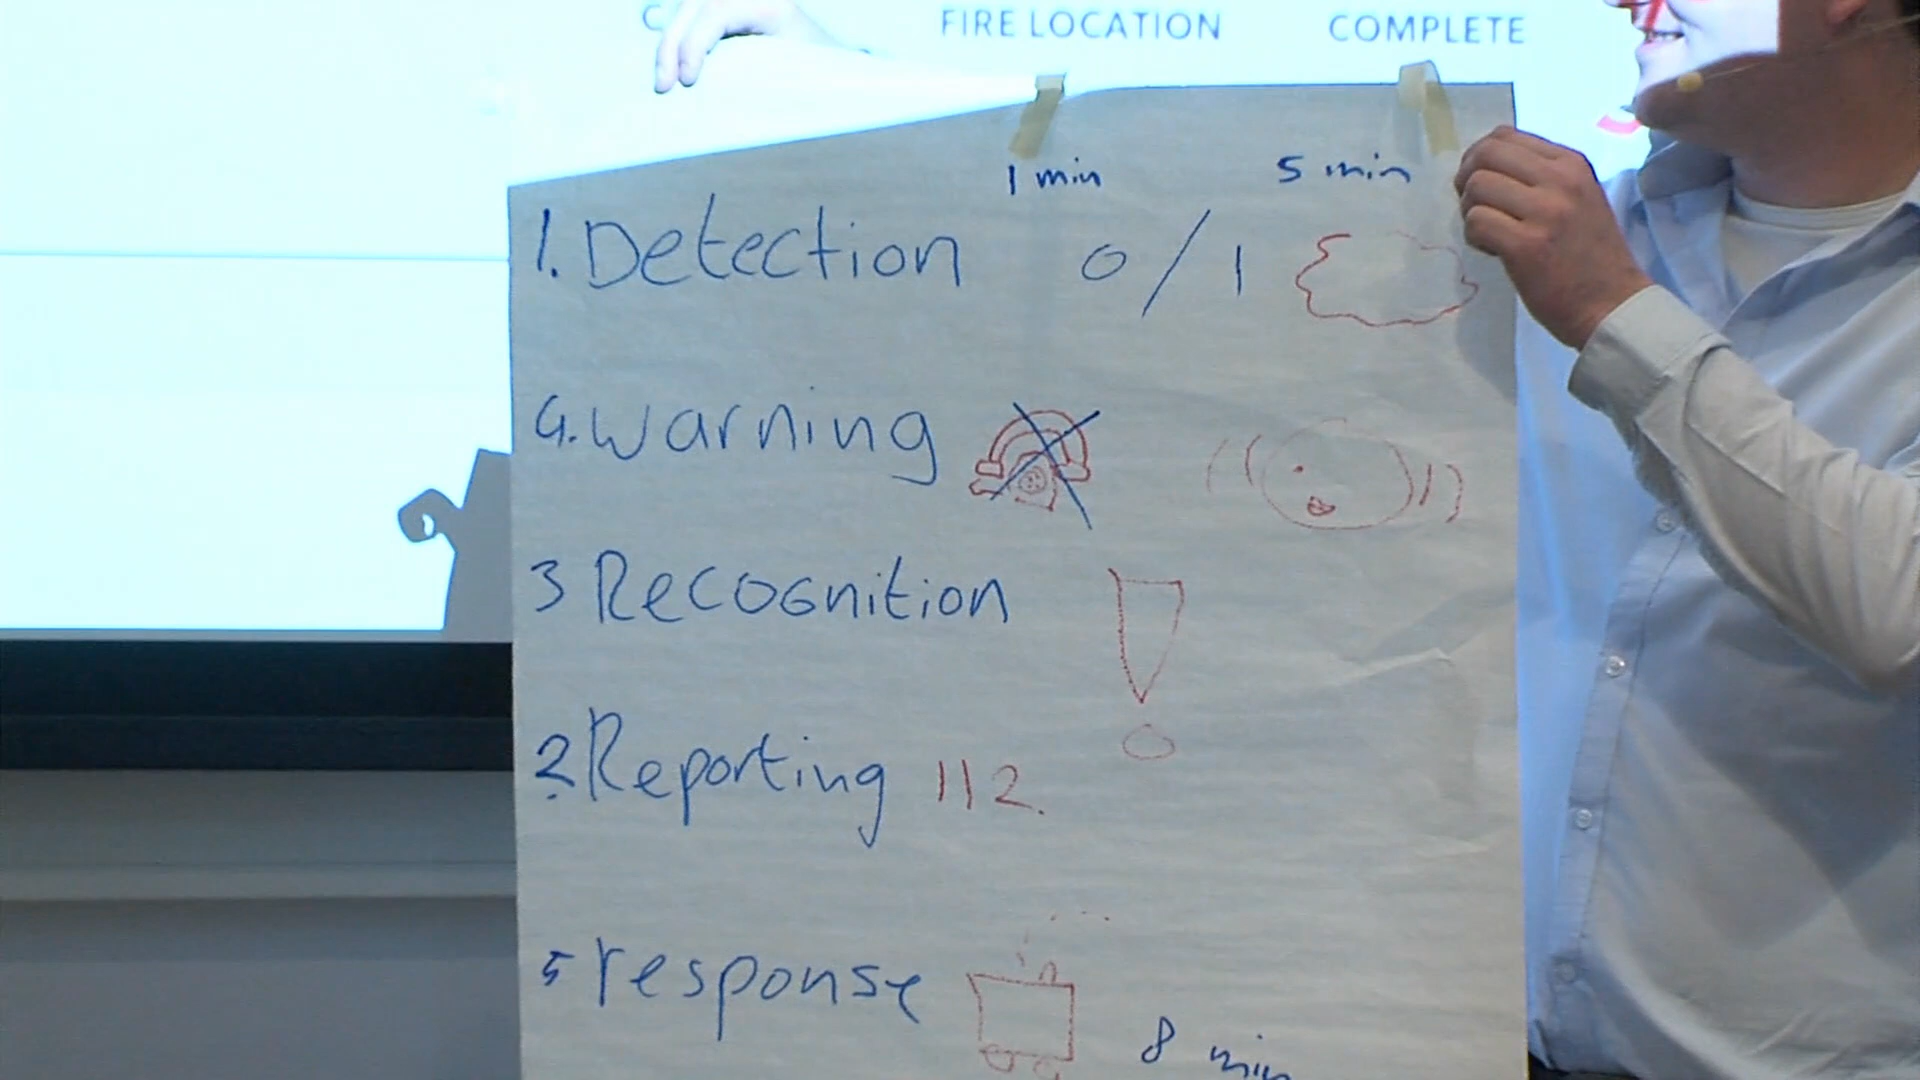 FIRE LOCATION COMPLETE
1 min 5 min
1. Detection 0/1
4. Warning
3 Recognition
2. Reporting 112.
5 response
8 min